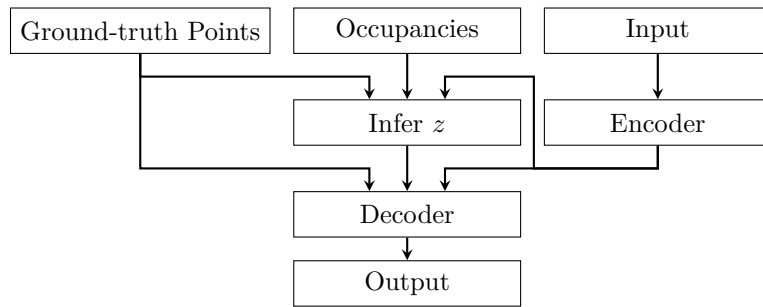 Ground-truth Points
Occupancies
Input
Infer z
Encoder
Decoder
Output